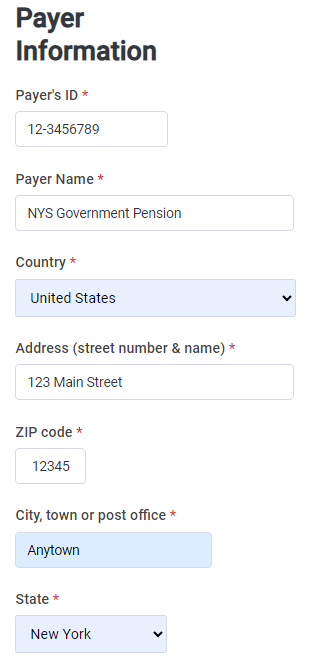 Payer
Information
Payer's ID *
12-3456789
Payer Name *
NYS Government Pension
Country *
United States
Address (street number & name) *
123 Main Street
ZIP code *
12345
City, town or post office *
Anytown
State *
New York